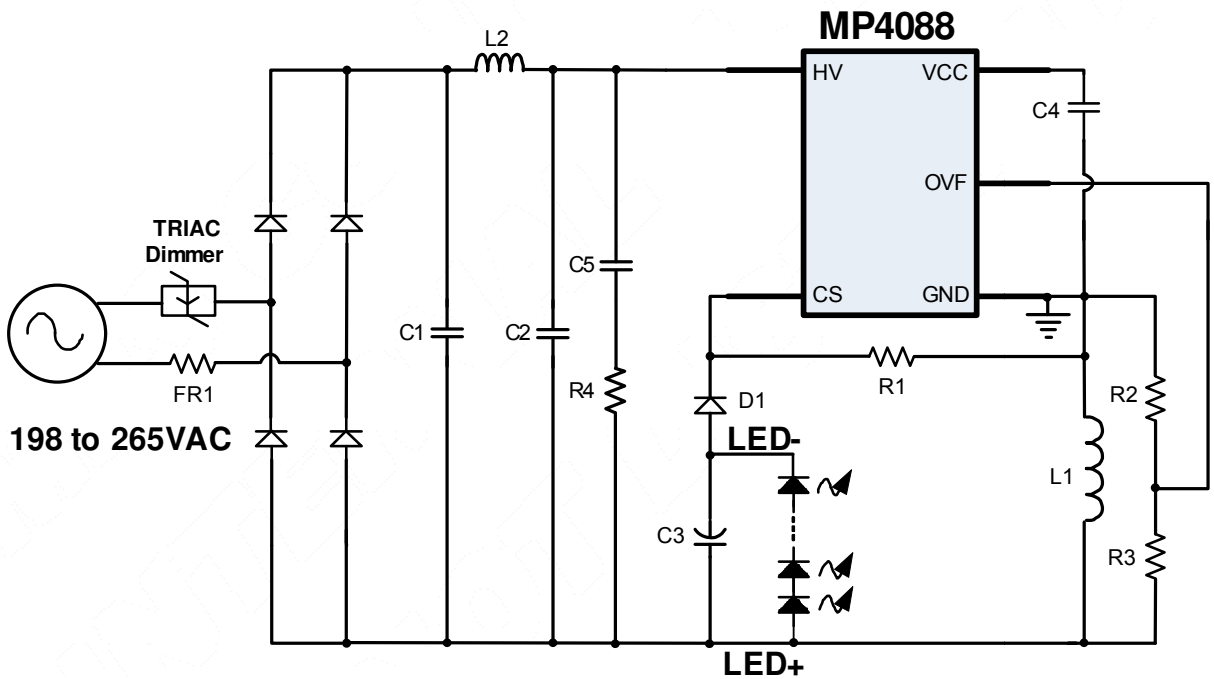 MP4088
L2
HV
VCC
C4
OVF
TRIAC
Dimmer
C5
CS
GND
C1
C2
R1
FR1
R4
D1
R2
198 to 265VAC
LED-
L1
C3
R3
LED+